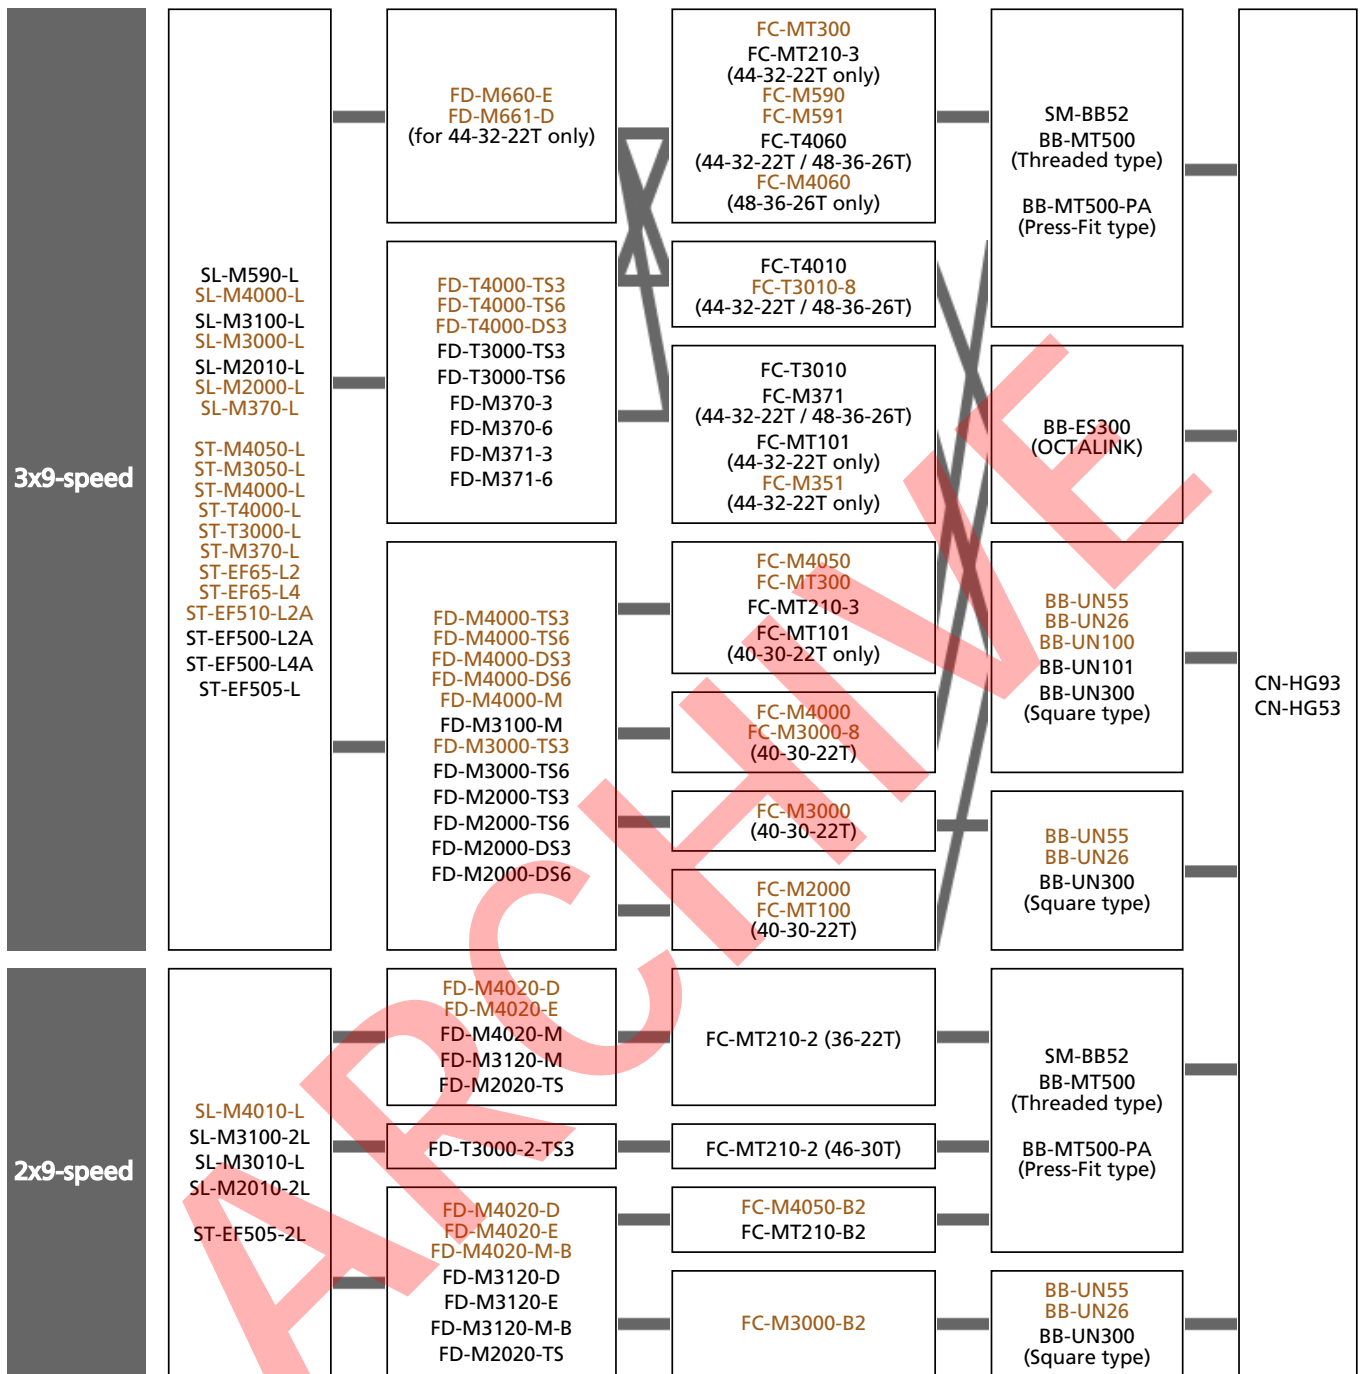 3x9-speed
SL-M590-L
SL-M4000-L
SL-M3100-L
SL-M3000-L
SL-M2010-L
SL-M2000-L
SL-M370-L
ST-M4050-L
ST-M3050-L
ST-M4000-L
ST-T4000-L
ST-T3000-L
ST-M370-L
ST-EF65-L2
ST-EF65-L4
ST-EF510-L2A
ST-EF500-L2A
ST-EF500-L4A
ST-EF505-L
FD-M660-E
FD-M661-D
(for 44-32-22T only)
FD-T4000-TS3
FD-T4000-TS6
FD-T4000-DS3
FD-T3000-TS3
FD-T3000-TS6
FD-M370-3
FD-M370-6
FD-M371-3
FD-M371-6
FD-M4000-TS3
FD-M4000-TS6
FD-M4000-DS3
FD-M4000-DS6
FD-M4000-M
FD-M3100-M
FD-M3000-TS3
FD-M3000-TS6
FD-M2000-TS3
FD-M2000-TS6
FD-M2000-DS3
FD-M2000-DS6
FC-MT300
FC-MT210-3
(44-32-22T only)
FC-M590
FC-M591
FC-T4060
(44-32-22T / 48-36-26T)
FC-M4060
(48-36-26T only)
FC-T4010
FC-T3010-8
(44-32-22T / 48-36-26T)
FC-T3010
FC-M371
(44-32-22T / 48-36-26T)
FC-MT101
(44-32-22T only)
FC-M351
(44-32-22T only)
FC-M4050
FC-MT300
FC-MT210-3
FC-MT101
(40-30-22T only)
FC-M4000
FC-M3000-8
(40-30-22T)
FC-M3000
(40-30-22T)
FC-M2000
FC-MT100
(40-30-22T)
SM-BB52
BB-MT500
(Threaded type)
BB-MT500-PA
(Press-Fit type)
BB-ES300
(OCTALINK)
BB-UN55
BB-UN26
BB-UN100
BB-UN101
BB-UN300
(Square type)
BB-UN55
BB-UN26
BB-UN300
(Square type)
CN-HG93
CN-HG53
2x9-speed
SL-M4010-L
SL-M3100-2L
SL-M3010-L
SL-M2010-2L
ST-EF505-2L
FD-M4020-D
FD-M4020-E
FD-M4020-M
FD-M3120-M
FD-M2020-TS
FD-T3000-2-TS3
FD-M4020-D
FD-M4020-E
FD-M4020-M-B
FD-M3120-D
FD-M3120-E
FD-M3120-M-B
FD-M2020-TS
FC-MT210-2 (36-22T)
FC-MT210-2 (46-30T)
FC-M4050-B2
FC-MT210-B2
FC-M3000-B2
SM-BB52
BB-MT500
(Threaded type)
BB-MT500-PA
(Press-Fit type)
BB-UN55
BB-UN26
BB-UN300
(Square type)
ARCHIVE